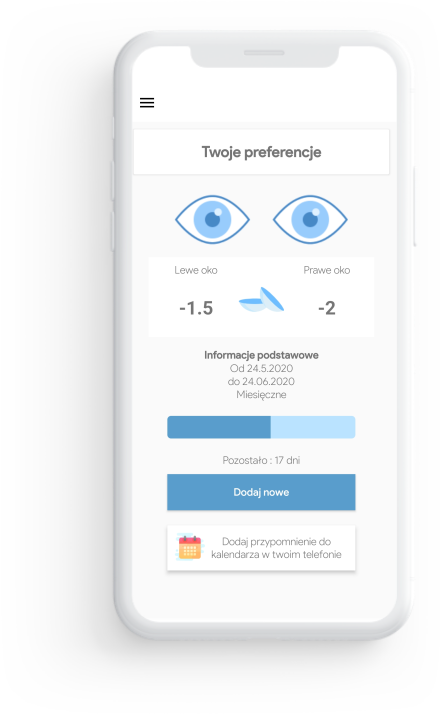 Twoje preferencje
Lewe oko Prawe oko
-1.5 -2
Informacje podstawowe
Od 24.5.2020
do 24.06.2020
Miesięczne
Pozostało : 17 dni
Dodaj nowe
Dodaj przypomnienie do
kalendarza w twoim telefonie